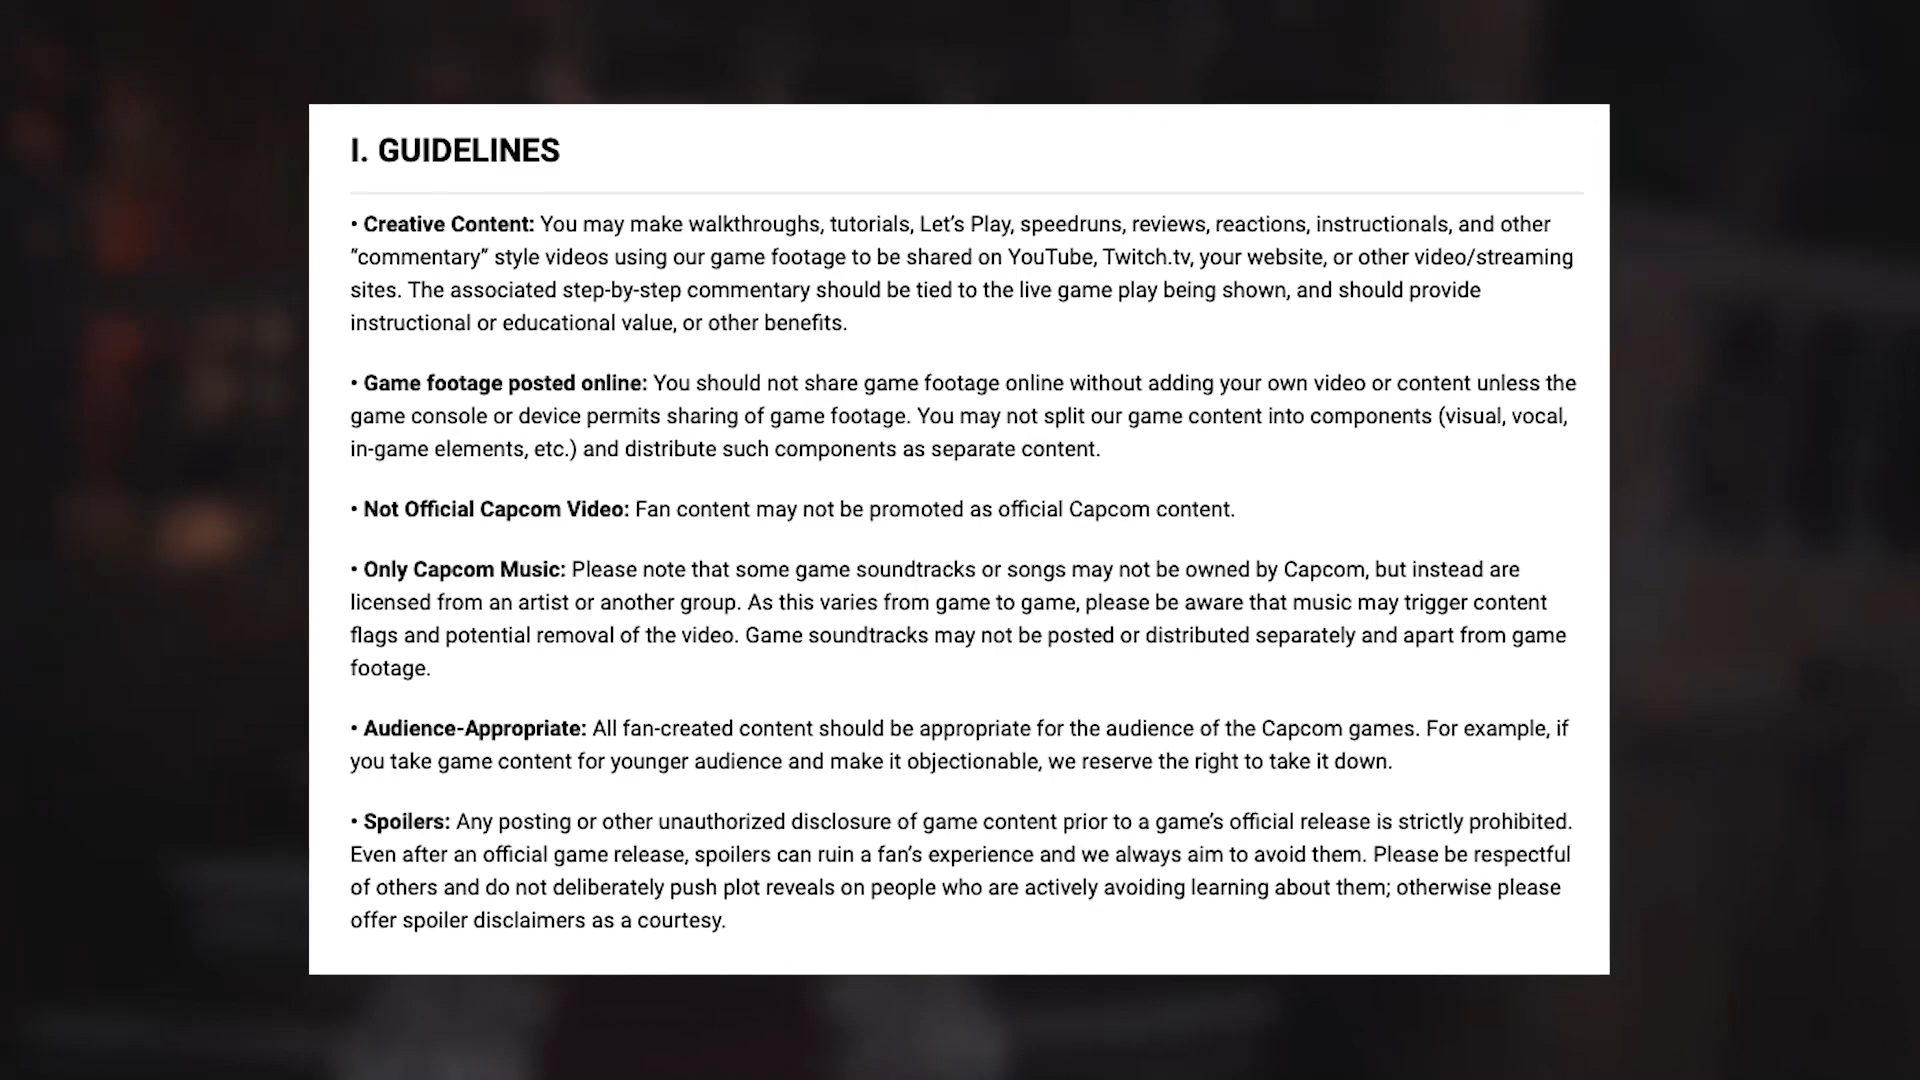 I. GUIDELINES
• Creative Content: You may make walkthroughs, tutorials, Let’s Play, speedruns, reviews, reactions, instructionals, and other
“commentary” style videos using our game footage to be shared on YouTube, Twitch.tv, your website, or other video/streaming
sites. The associated step-by-step commentary should be tied to the live game play being shown, and should provide
instructional or educational value, or other benefits.
• Game footage posted online: You should not share game footage online without adding your own video or content unless the
game console or device permits sharing of game footage. You may not split our game content into components (visual, vocal,
in-game elements, etc.) and distribute such components as separate content.
• Not Official Capcom Video: Fan content may not be promoted as official Capcom content.
• Only Capcom Music: Please note that some game soundtracks or songs may not be owned by Capcom, but instead are
licensed from an artist or another group. As this varies from game to game, please be aware that music may trigger content
flags and potential removal of the video. Game soundtracks may not be posted or distributed separately and apart from game
footage.
• Audience-Appropriate: All fan-created content should be appropriate for the audience of the Capcom games. For example, if
you take game content for younger audience and make it objectionable, we reserve the right to take it down.
• Spoilers: Any posting or other unauthorized disclosure of game content prior to a game’s official release is strictly prohibited.
Even after an official game release, spoilers can ruin a fan’s experience and we always aim to avoid them. Please be respectful
of others and do not deliberately push plot reveals on people who are actively avoiding learning about them; otherwise please
offer spoiler disclaimers as a courtesy.